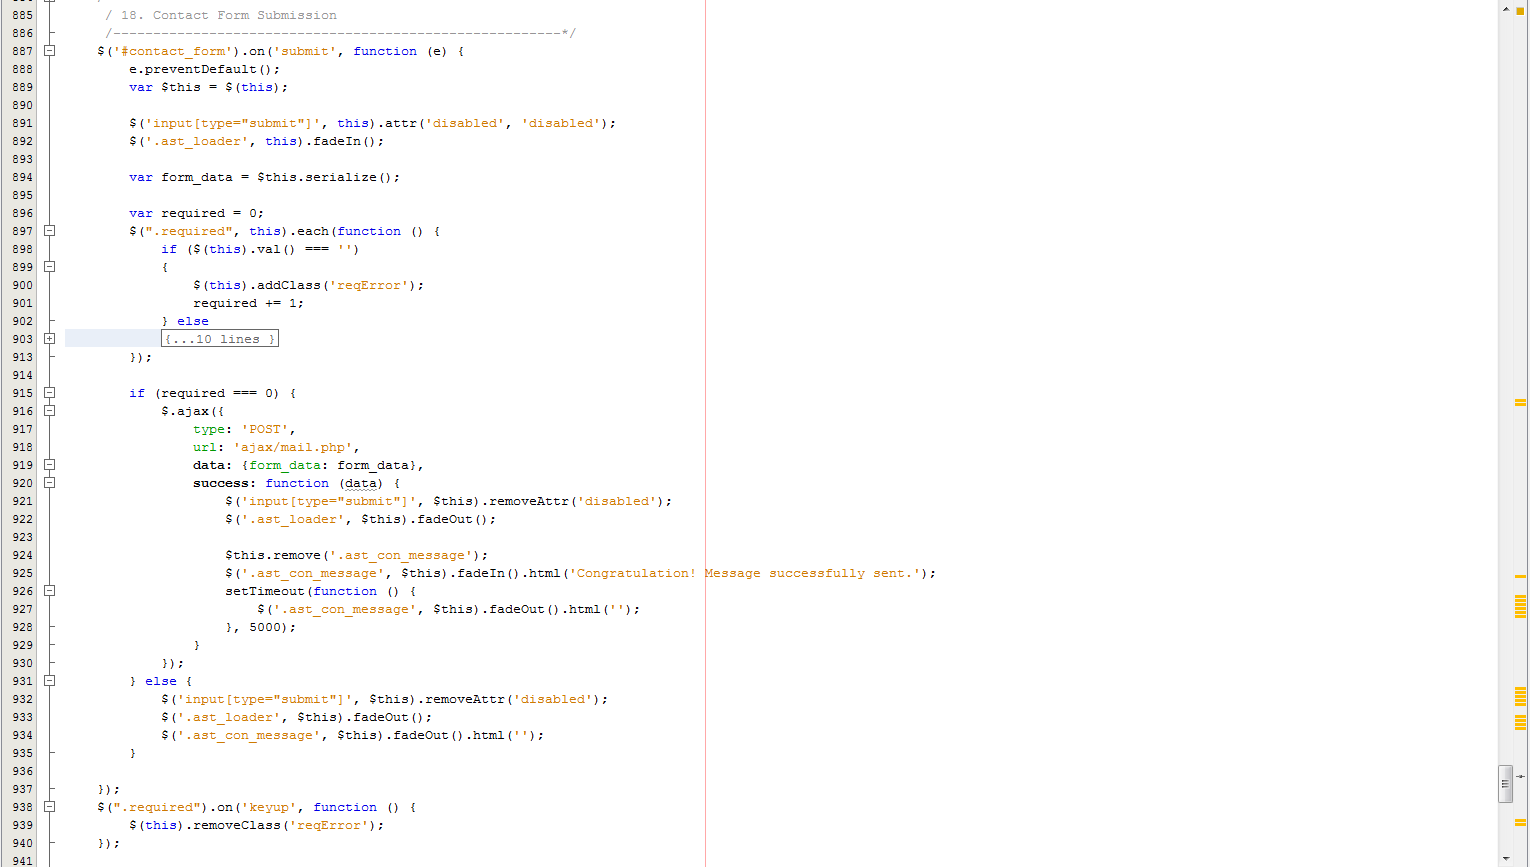 885 / 18. Contact Form Submission
886 /--------------------------------------------------------*/
887 $('#contact_form').on('submit', function (e) {
888 e.preventDefault();
889 var $this = $(this);
890
891 $('input[type="submit"]', this).attr('disabled', 'disabled');
892 $('.ast_loader', this).fadeIn();
893
894 var form_data = $this.serialize();
895
896 var required = 0;
897 $(".required", this).each(function () {
898 if ($(this).val() === '')
899 {
900 $(this).addClass('reqError');
901 required += 1;
902 } else
903 {...10 lines }
913 });
914
915 if (required === 0) {
916 $.ajax({
917 type: 'POST',
918 url: 'ajax/mail.php',
919 data: {form_data: form_data},
920 success: function (data) {
921 $('input[type="submit"]', $this).removeAttr('disabled');
922 $('.ast_loader', $this).fadeOut();
923
924 $this.remove('.ast_con_message');
925 $('.ast_con_message', $this).fadeIn().html('Congratulation! Message successfully sent.');
926 setTimeout(function () {
927 $('.ast_con_message', $this).fadeOut().html('');
928 }, 5000);
929 }
930 });
931 } else {
932 $('input[type="submit"]', $this).removeAttr('disabled');
933 $('.ast_loader', $this).fadeOut();
934 $('.ast_con_message', $this).fadeOut().html('');
935 }
936
937 });
938 $(".required").on('keyup', function () {
939 $(this).removeClass('reqError');
940 });
941